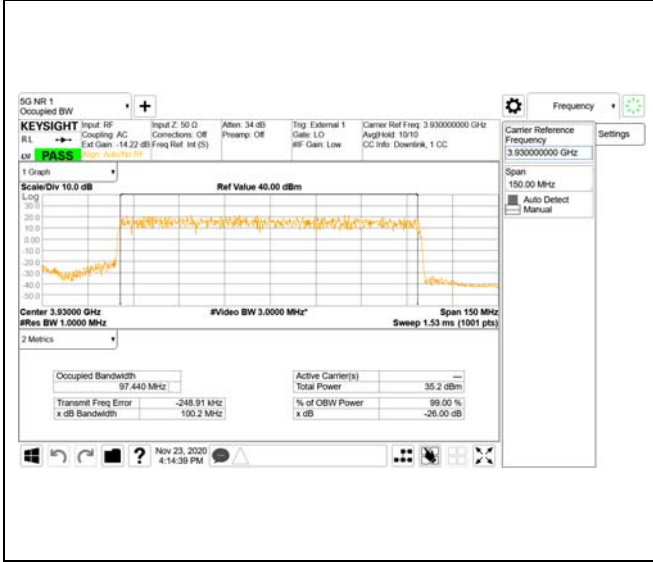 5G NR 1
Occupied BW
Frequency
KEYSIGHT
Input: RF
Input Z: 50 Ω
Atten: 34 dB
Trig: External 1
Carrier Ref Freq: 3.930000000 GHz
R L
Coupling: AC
Corrections: Off
Preamp: Off
Gate: LO
Avg|Hold: 10/10
Ext Gain: -14.22 dB
Freq Ref: Int (S)
#IF Gain: Low
CC Info: Downlink, 1 CC
PASS
Align: Auto/No RF
Carrier Reference
Frequency
3.930000000 GHz
Settings
Span
150.00 MHz
Auto Detect
Manual
1 Graph
Scale/Div 10.0 dB
Ref Value 40.00 dBm
Log
30.0
20.0
10.0
0.00
-10.0
-20.0
-30.0
-40.0
-50.0
Center 3.93000 GHz
#Video BW 3.0000 MHz*
Span 150 MHz
#Res BW 1.0000 MHz
Sweep 1.53 ms (1001 pts)
2 Metrics
Occupied Bandwidth
97.440 MHz
Active Carrier(s)
---
Total Power
35.2 dBm
Transmit Freq Error
-248.91 kHz
% of OBW Power
99.00 %
x dB Bandwidth
100.2 MHz
x dB
-26.00 dB
?
Nov 23, 2020
4:14:39 PM